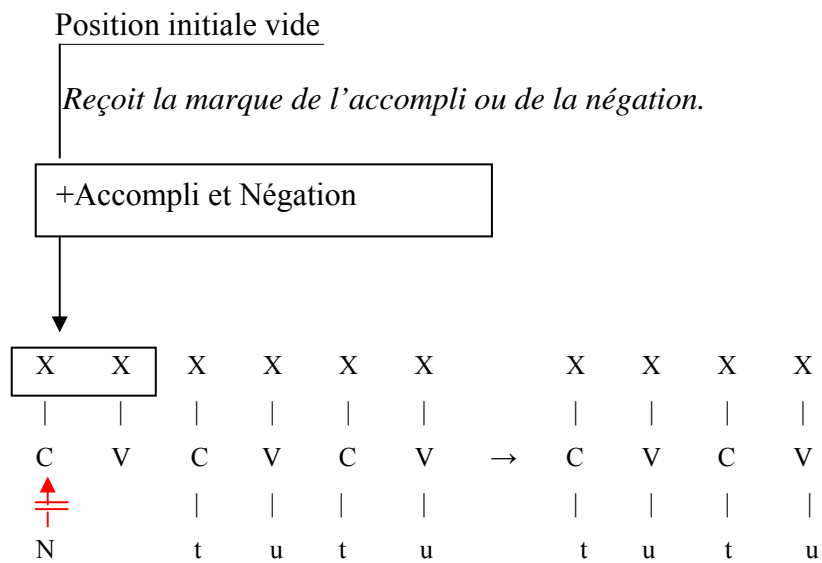 Position initiale vide
Reçoit la marque de l'accompli ou de la négation.
+Accompli et Négation
X X X X X X X X X X
| | | | | | | | | |
C V C V C V → C V C V
| | | | | | | |
N t u t u t u t u